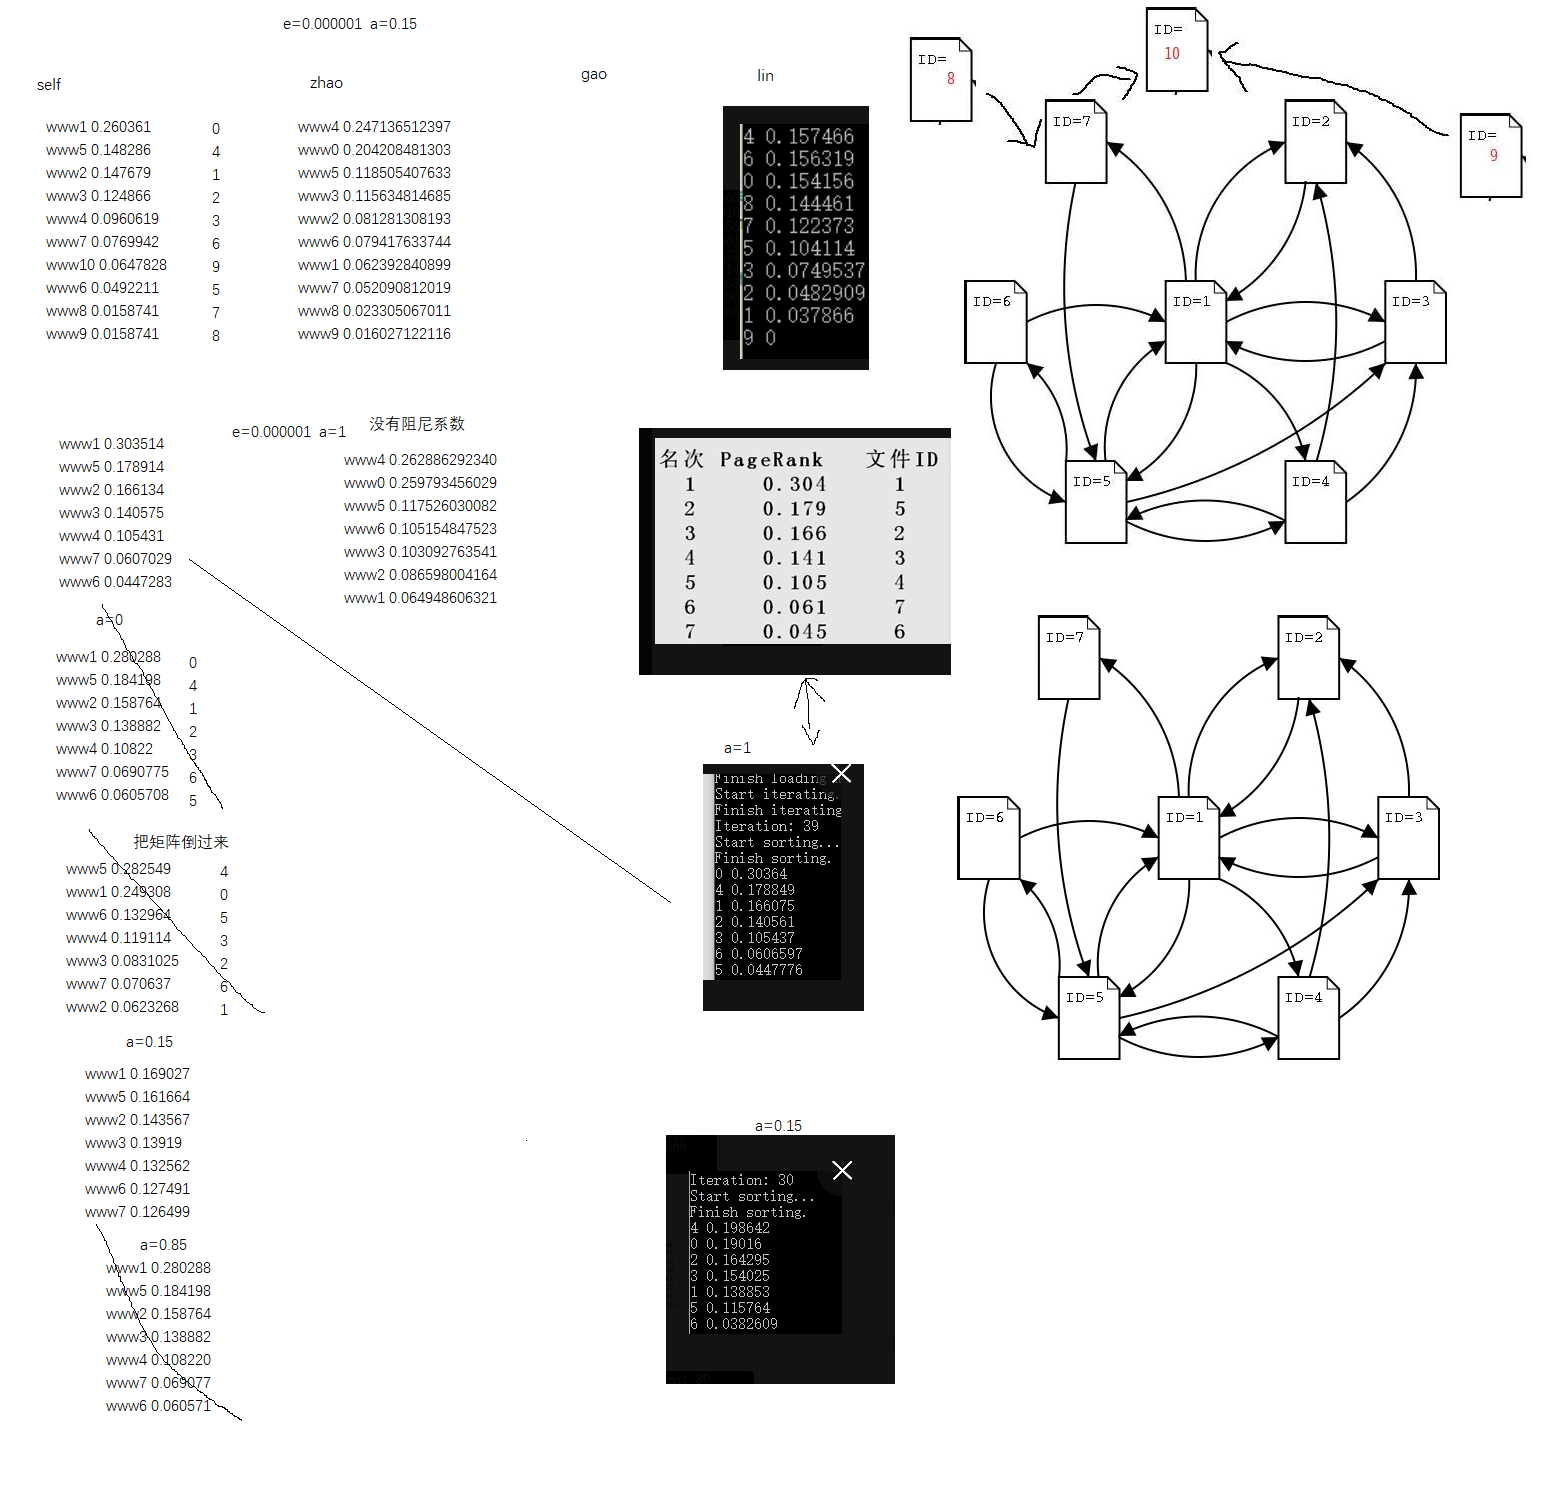 e=0.000001 a=0.15
self
zhao
gao
lin
www1 0.260361 0
www5 0.148286 4
www2 0.147679 1
www3 0.124866 2
www4 0.0960619 3
www7 0.0769942 6
www10 0.0647828 9
www6 0.0492211 5
www8 0.0158741 7
www9 0.0158741 8
www4 0.247136512397
www0 0.204208481303
www5 0.118505407633
www3 0.115634814685
www2 0.081281308193
www6 0.079417633744
www1 0.062392840899
www7 0.052090812019
www8 0.023305067011
www9 0.016027122116
4 0.157466
6 0.156319
0 0.154156
8 0.144461
7 0.122373
5 0.104114
3 0.0749537
2 0.0482909
1 0.037866
9 0
ID=
8
ID=
10
ID=7
ID=2
ID=
9
ID=6
ID=1
ID=3
ID=5
ID=4
e=0.000001 a=1
没有阻尼系数
www1 0.303514
www5 0.178914
www2 0.166134
www3 0.140575
www4 0.105431
www7 0.0607029
www6 0.0447283
www4 0.262886292340
www0 0.259793456029
www5 0.117526030082
www6 0.105154847523
www3 0.103092763541
www2 0.086598004164
www1 0.064948606321
名次 PageRank 文件ID
1 0.304 1
2 0.179 5
3 0.166 2
4 0.141 3
5 0.105 4
6 0.061 7
7 0.045 6
a=0
www1 0.280288 0
www5 0.184198 4
www2 0.158764 1
www3 0.138882 2
www4 0.10822 3
www7 0.0690775 6
www6 0.0605708 5
a=1
Finish loading
Start iterating.
Finish iterating
Iteration: 39
Start sorting...
Finish sorting.
0 0.30364
4 0.178849
1 0.166075
2 0.140561
3 0.105437
6 0.0606597
5 0.0447776
ID=7
ID=2
ID=6
ID=1
ID=3
ID=5
ID=4
把矩阵倒过来
www5 0.282549 4
www1 0.249308 0
www6 0.132964 5
www4 0.119114 3
www3 0.0831025 2
www7 0.070637 6
www2 0.0623268 1
a=0.15
www1 0.169027
www5 0.161664
www2 0.143567
www3 0.13919
www4 0.132562
www6 0.127491
www7 0.126499
a=0.15
Iteration: 30
Start sorting...
Finish sorting.
4 0.198642
0 0.19016
2 0.164295
3 0.154025
1 0.138853
5 0.115764
6 0.0382609
a=0.85
www1 0.280288
www5 0.184198
www2 0.158764
www3 0.138882
www4 0.108220
www7 0.069077
www6 0.060571